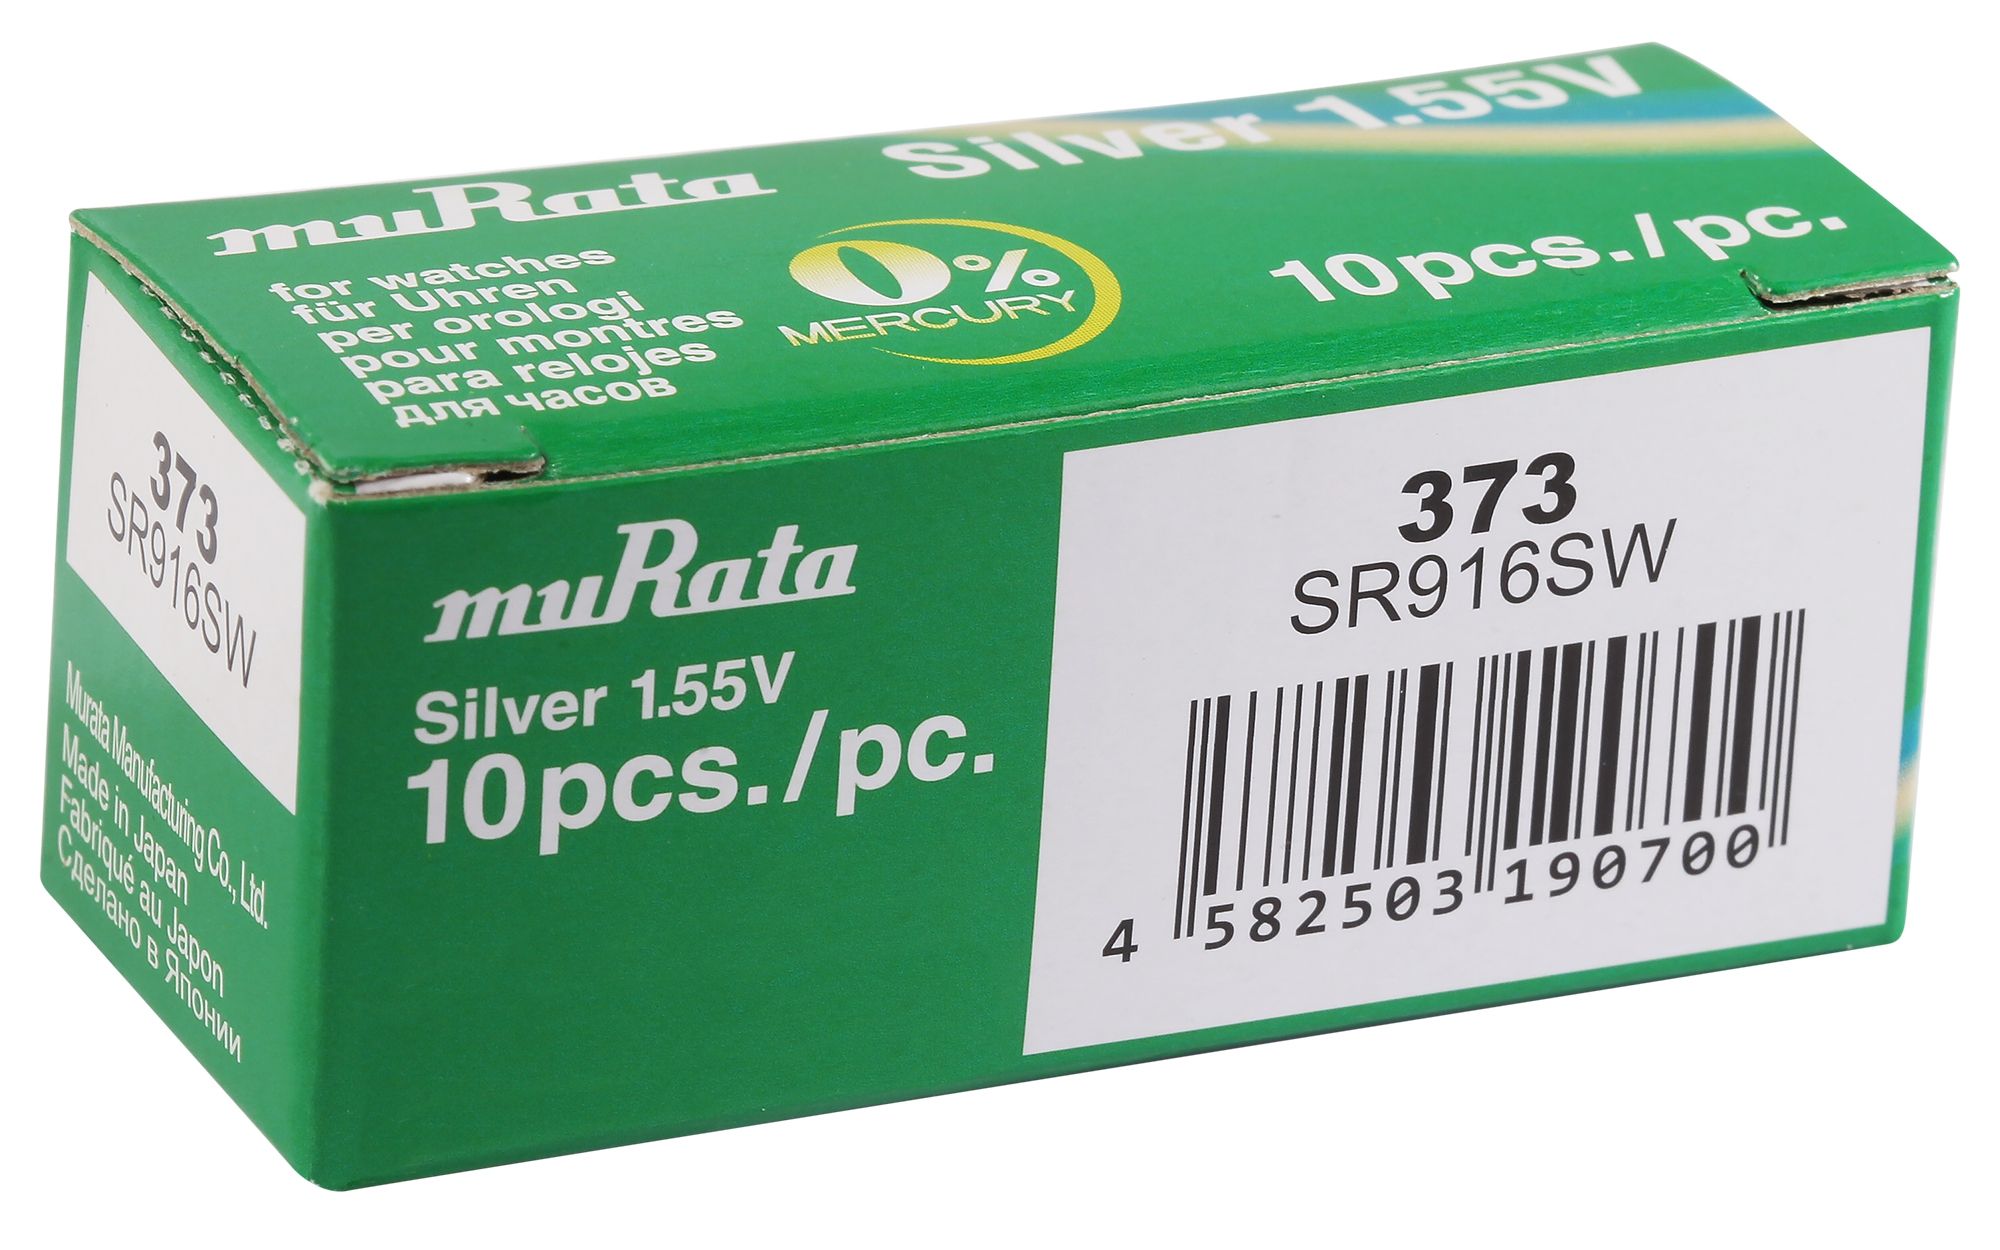 muRata
Silver 1.55V
for watches
für Uhren
per orologi
pour montres
para relojes
для часов
0%
MERCURY
10pcs./pc.
373
SR916SW
Murata Manufacturing Co., Ltd.
Made in Japan
Fabriqué au Japon
Сделано в Японии
muRata
Silver 1.55V
10pcs./pc.
373
SR916SW
4 582503 190700